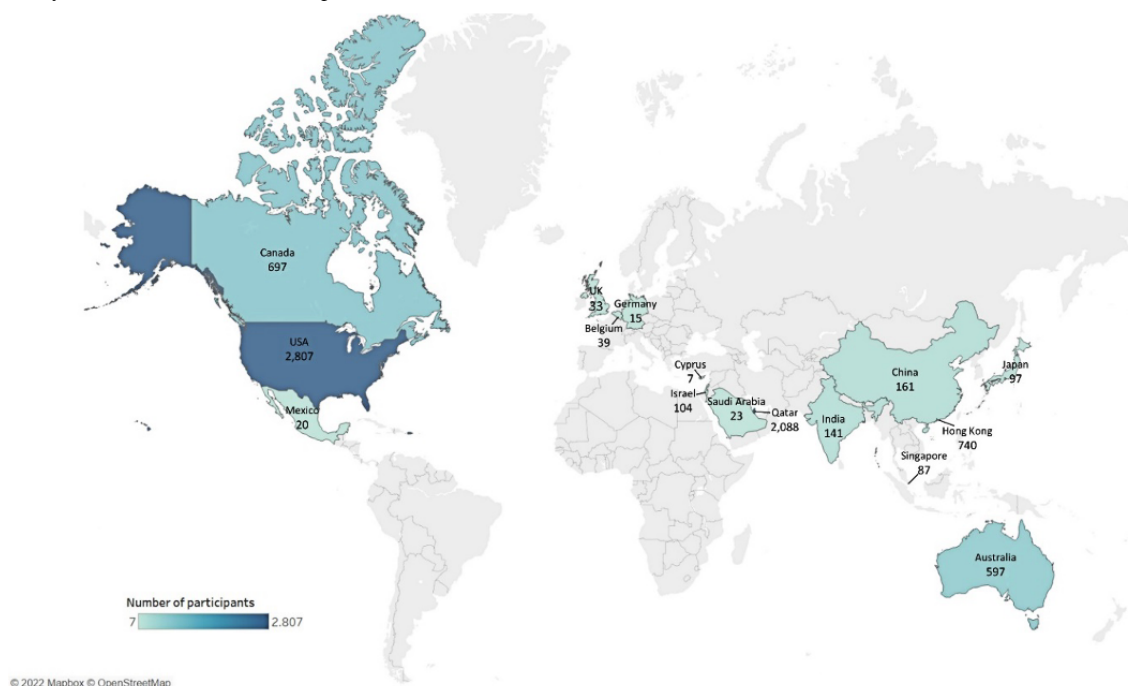 Canada
697
USA
2,807
Mexico
20
UK
33
Germany
15
Belgium
39
Cyprus
7
Israel
104
Saudi Arabia
23
Qatar
2,088
China
161
Japan
97
India
141
Hong Kong
740
Singapore
87
Australia
597
Number of participants
7 2.807
© 2022 Mapbox © OpenStreetMap